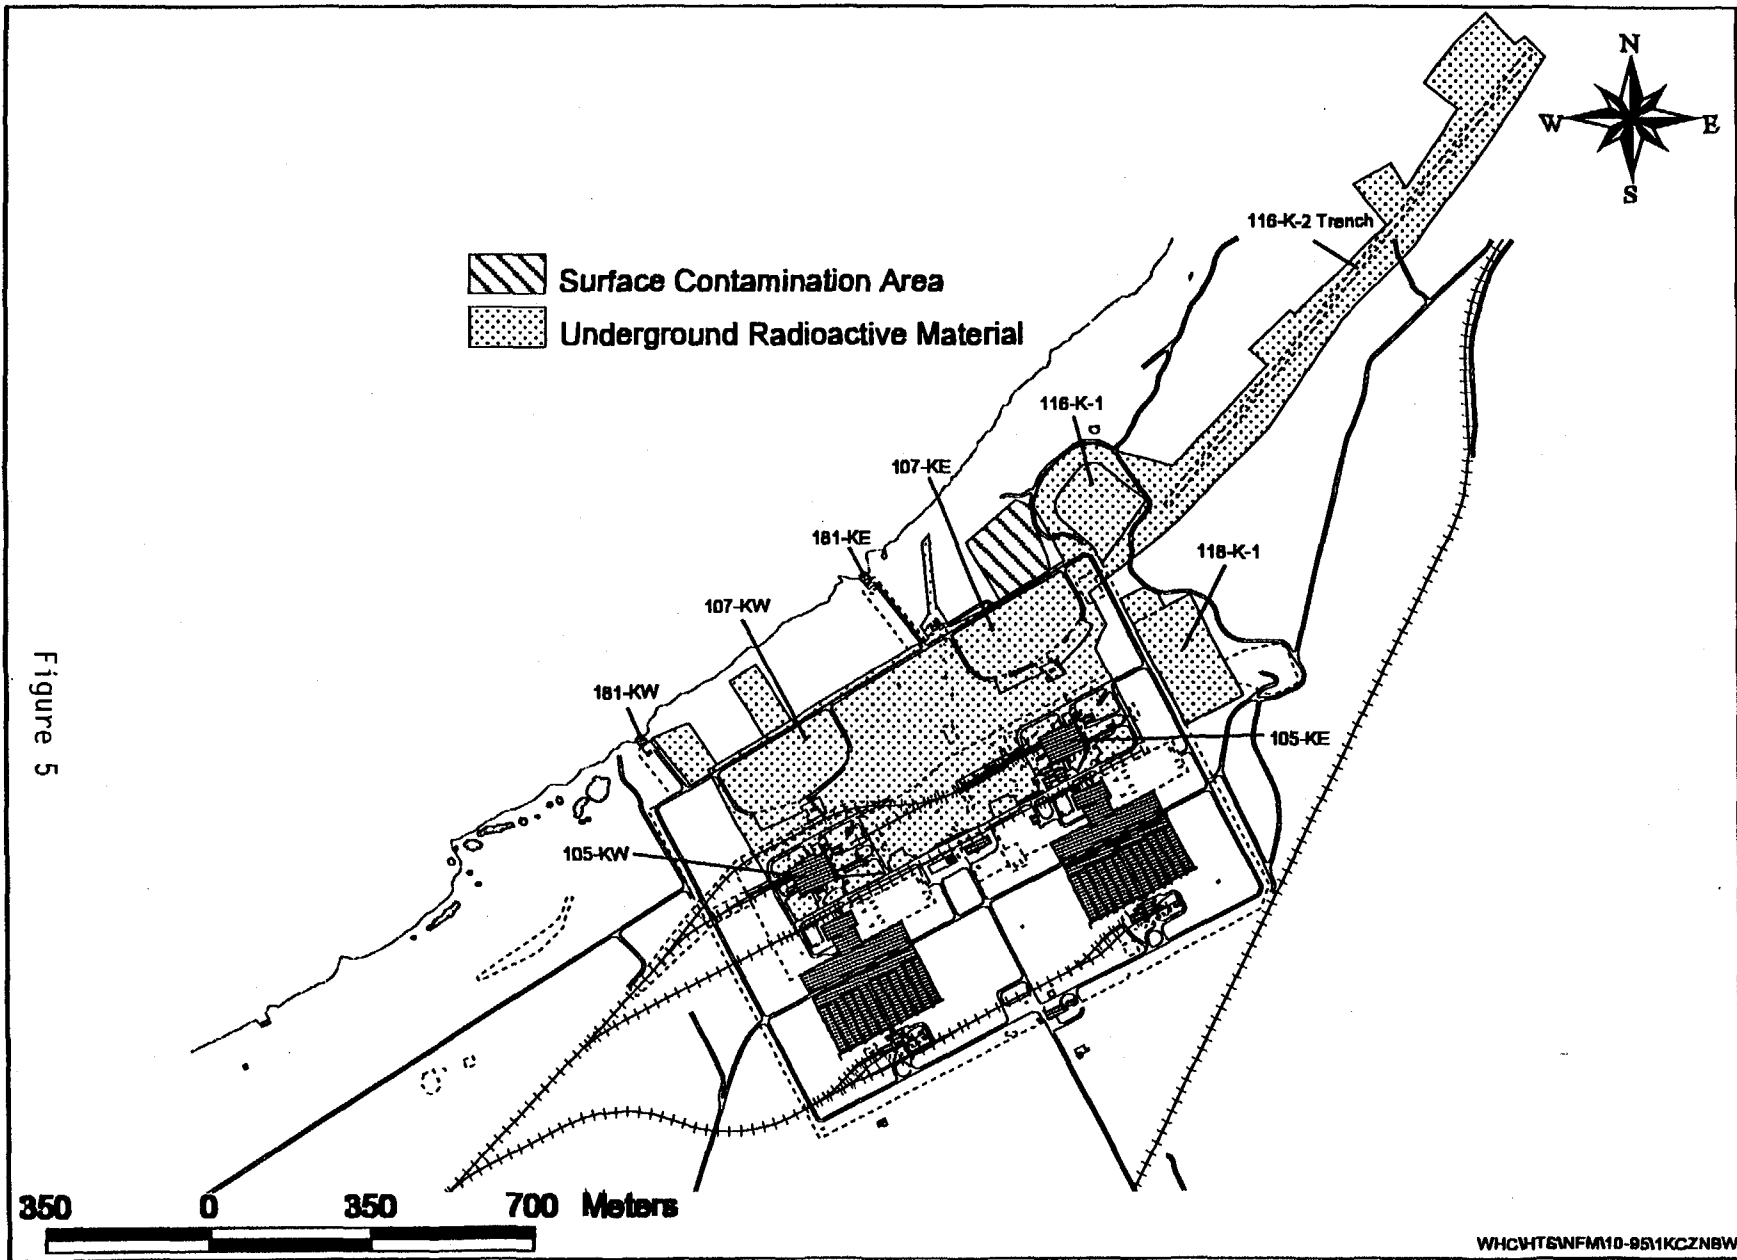 N
W E
S
116-K-2 Trench
Surface Contamination Area
Underground Radioactive Material
116-K-1
107-KE
181-KE
118-K-1
107-KW
181-KW
105-KE
105-KW
Figure 5
350 0 350 700 Meters
WHC\HTS\NFM\10-95\1KCZNBW